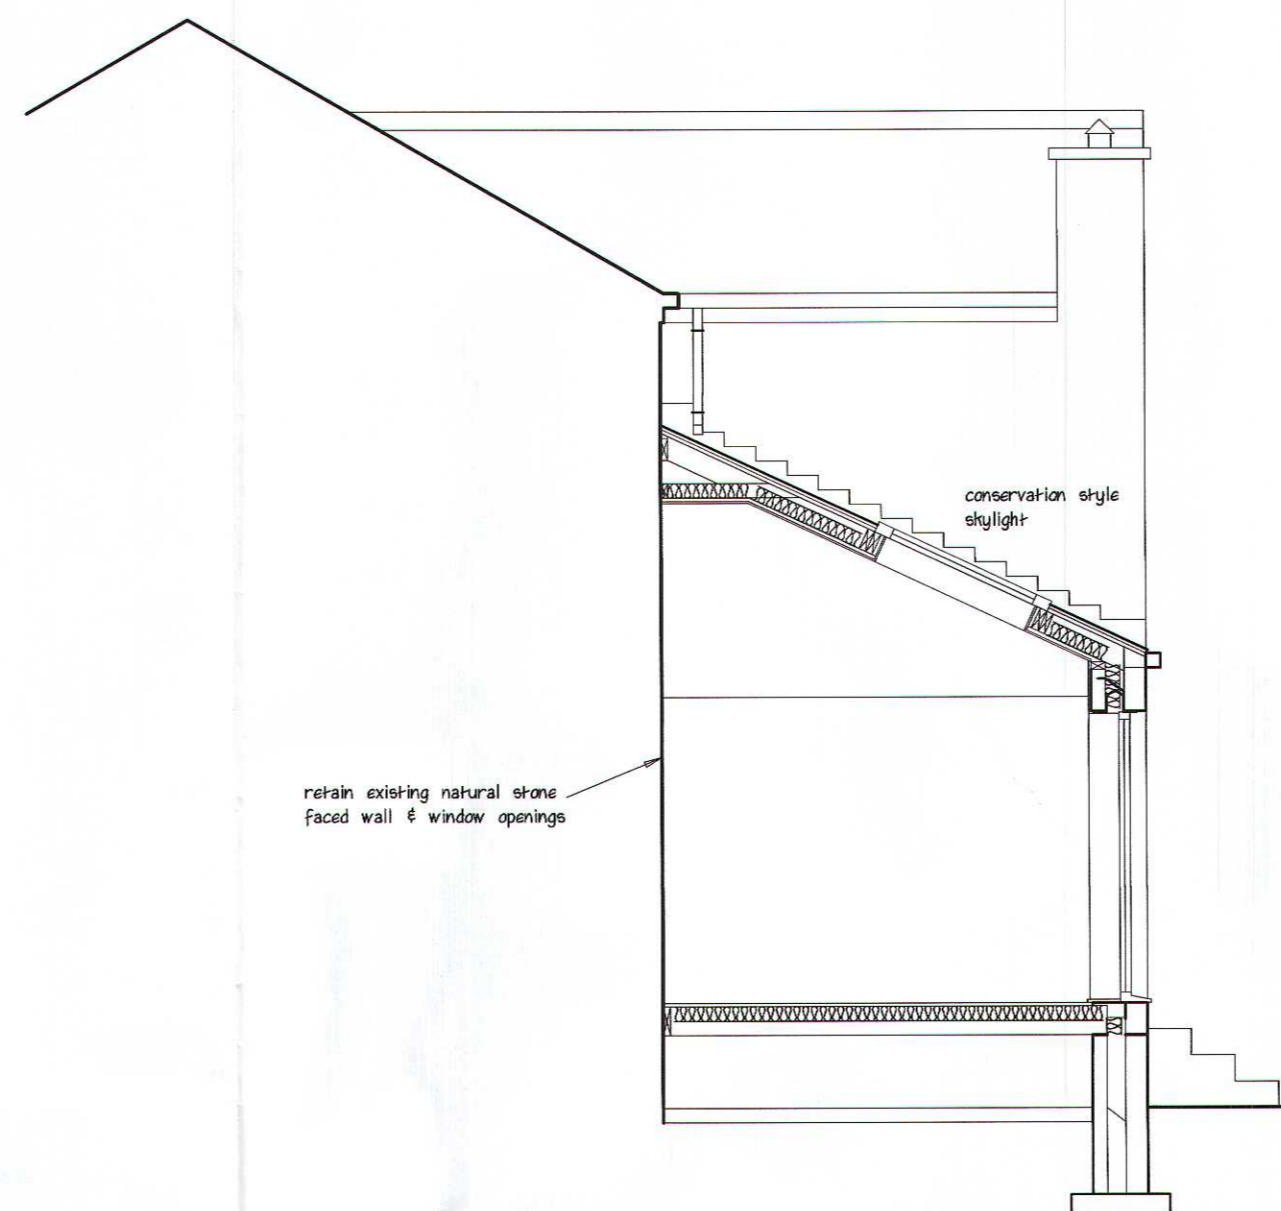 conservation style
skylight
retain existing natural stone
faced wall & window openings